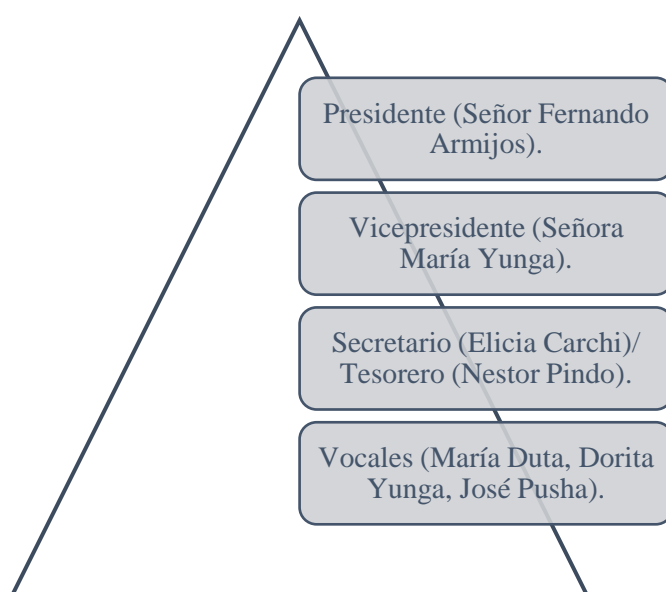 Presidente (Señor Fernando
Armijos).
Vicepresidente (Señora
María Yunga).
Secretario (Elicia Carchi)/
Tesorero (Nestor Pindo).
Vocales (María Duta, Dorita
Yunga, José Pusha).